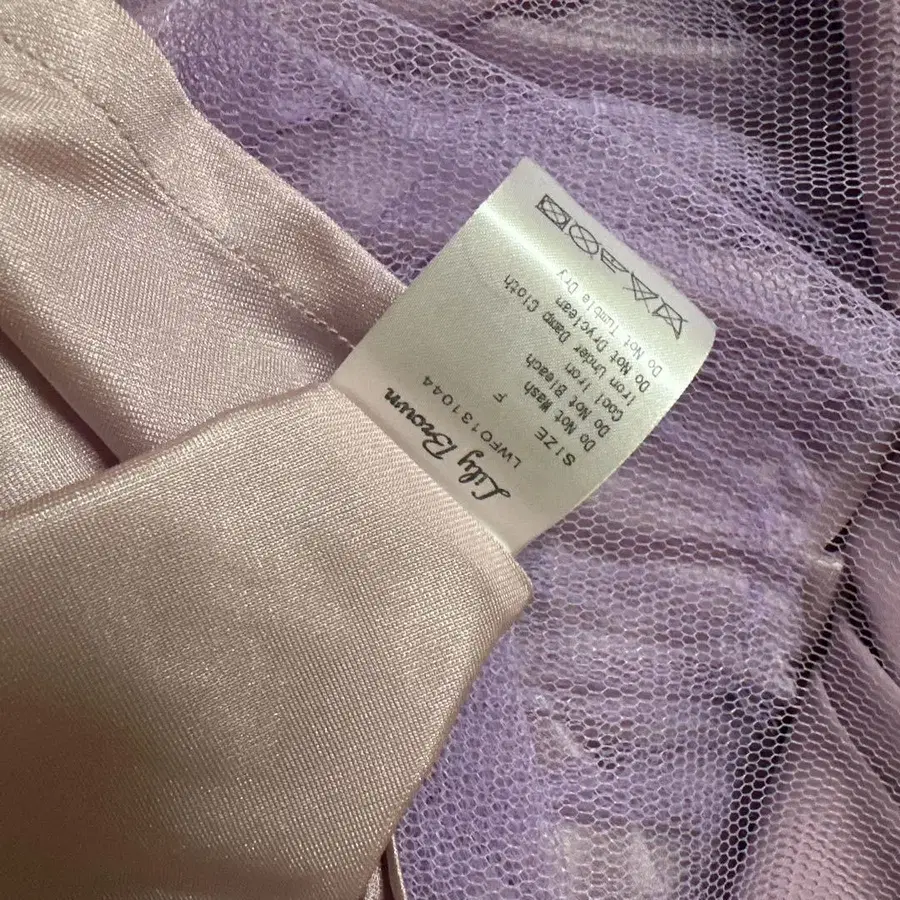 Lily Brown
LWFO131044
SIZE F
Do Not Wash
Do Not Bleach
Cool Iron
Iron Under Damp Cloth
Do Not Dryclean
Do Not Tumble Dry